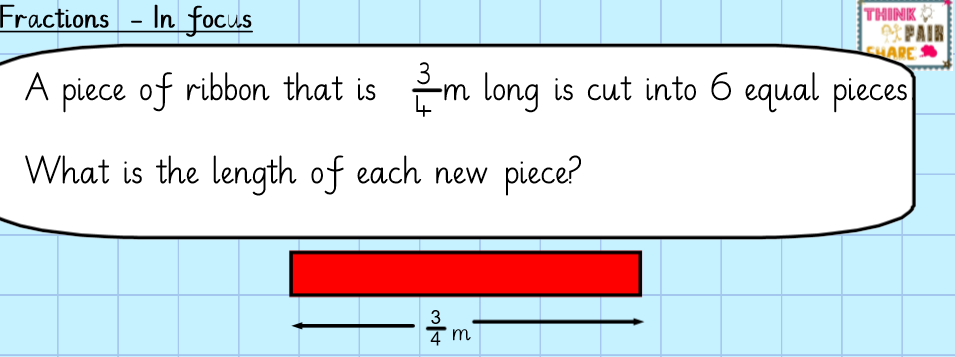 Fractions - In focus
THINK
PAIR
SHARE
A piece of ribbon that is 3/4 m long is cut into 6 equal pieces
What is the length of each new piece?
3/4 m